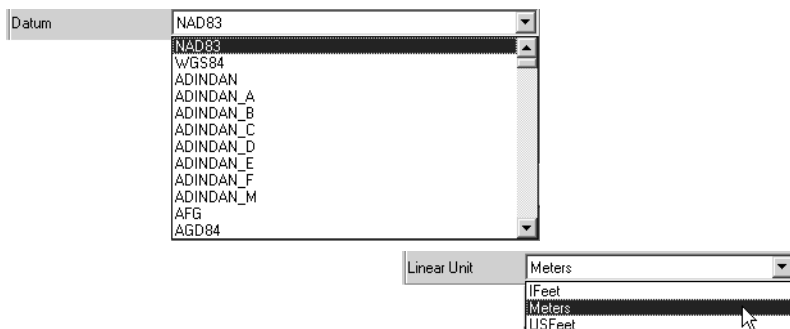 Datum NAD83
NAD83
WGS84
ADINDAN
ADINDAN_A
ADINDAN_B
ADINDAN_C
ADINDAN_D
ADINDAN_E
ADINDAN_F
ADINDAN_M
AFG
AGD84
Linear Unit Meters
IFeet
Meters
USFeet